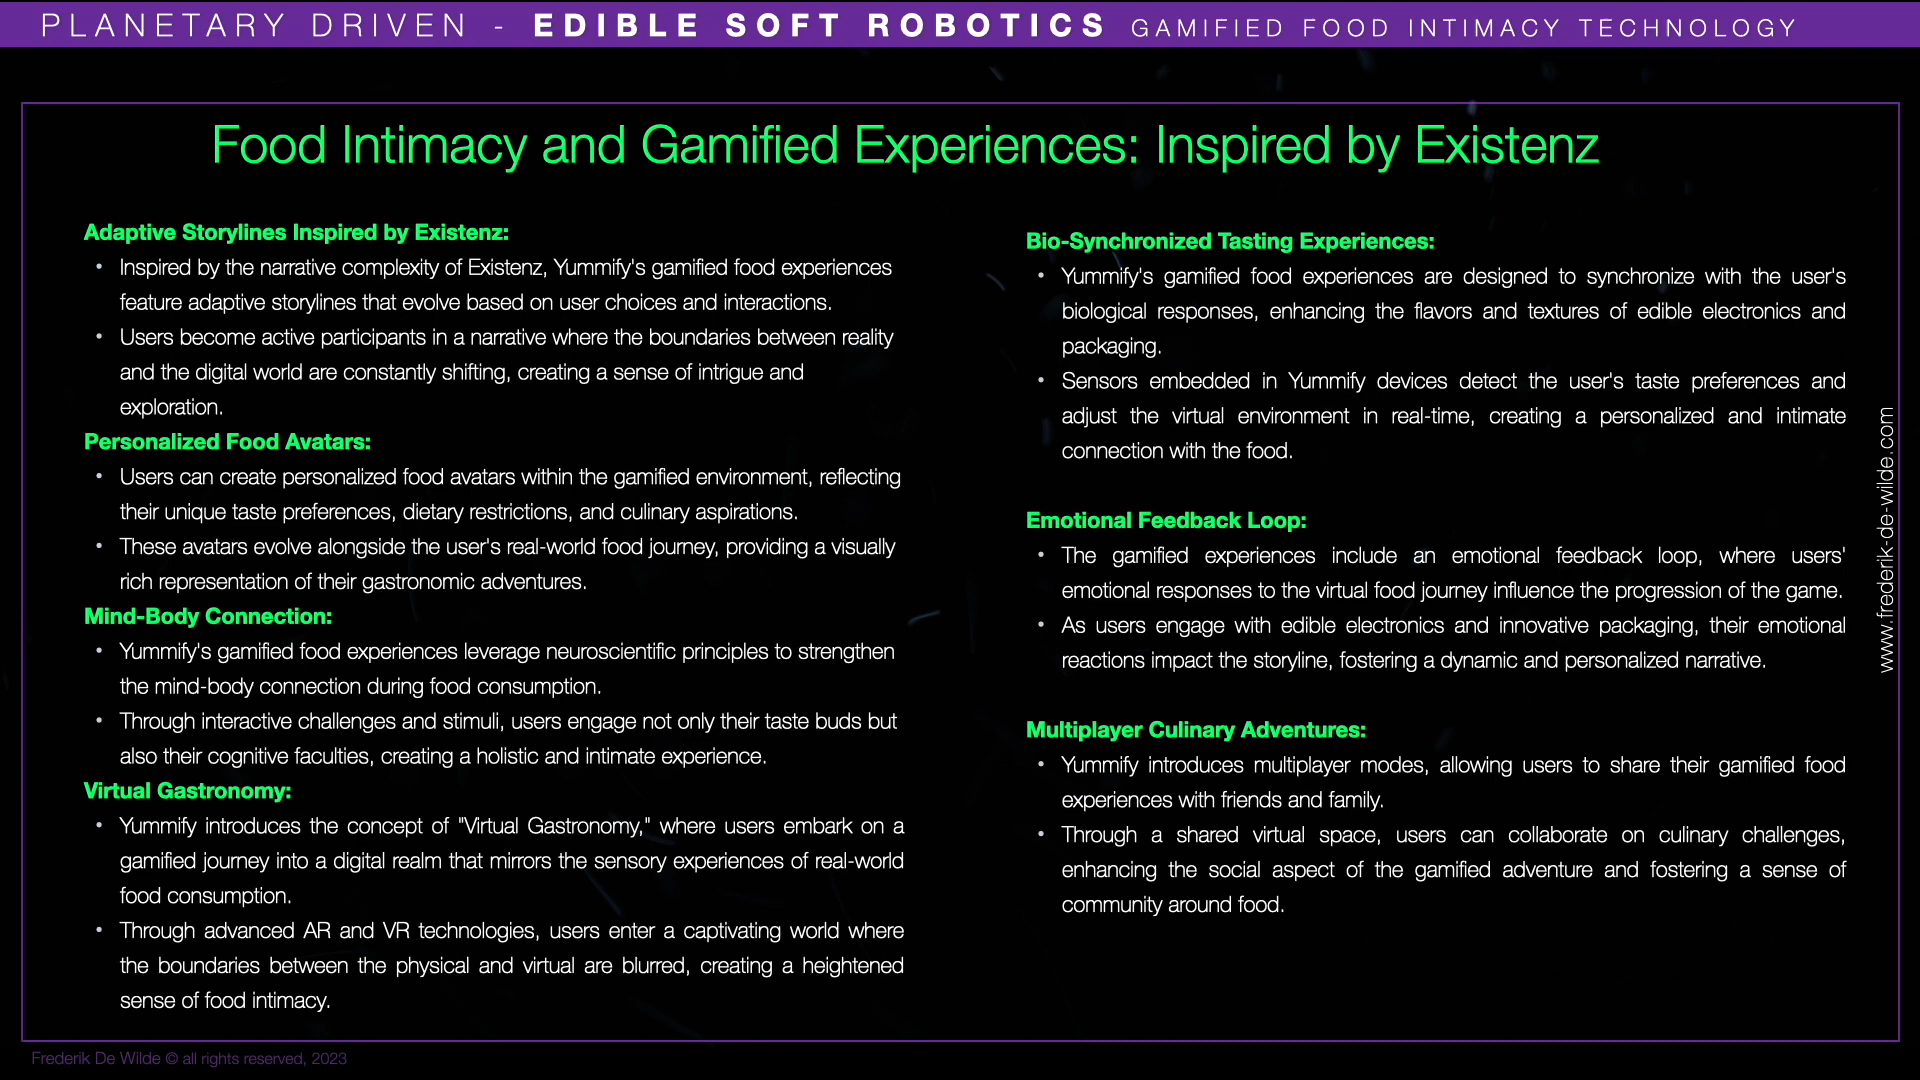 PLANETARY DRIVEN - EDIBLE SOFT ROBOTICS GAMIFIED FOOD INTIMACY TECHNOLOGY
Food Intimacy and Gamified Experiences: Inspired by Existenz
Adaptive Storylines Inspired by Existenz:
• Inspired by the narrative complexity of Existenz, Yummify's gamified food experiences
feature adaptive storylines that evolve based on user choices and interactions.
• Users become active participants in a narrative where the boundaries between reality
and the digital world are constantly shifting, creating a sense of intrigue and
exploration.
Personalized Food Avatars:
• Users can create personalized food avatars within the gamified environment, reflecting
their unique taste preferences, dietary restrictions, and culinary aspirations.
• These avatars evolve alongside the user's real-world food journey, providing a visually
rich representation of their gastronomic adventures.
Mind-Body Connection:
• Yummify's gamified food experiences leverage neuroscientific principles to strengthen
the mind-body connection during food consumption.
• Through interactive challenges and stimuli, users engage not only their taste buds but
also their cognitive faculties, creating a holistic and intimate experience.
Virtual Gastronomy:
• Yummify introduces the concept of "Virtual Gastronomy," where users embark on a
gamified journey into a digital realm that mirrors the sensory experiences of real-world
food consumption.
• Through advanced AR and VR technologies, users enter a captivating world where
the boundaries between the physical and virtual are blurred, creating a heightened
sense of food intimacy.
Bio-Synchronized Tasting Experiences:
• Yummify's gamified food experiences are designed to synchronize with the user's
biological responses, enhancing the flavors and textures of edible electronics and
packaging.
• Sensors embedded in Yummify devices detect the user's taste preferences and
adjust the virtual environment in real-time, creating a personalized and intimate
connection with the food.
Emotional Feedback Loop:
• The gamified experiences include an emotional feedback loop, where users'
emotional responses to the virtual food journey influence the progression of the game.
• As users engage with edible electronics and innovative packaging, their emotional
reactions impact the storyline, fostering a dynamic and personalized narrative.
Multiplayer Culinary Adventures:
• Yummify introduces multiplayer modes, allowing users to share their gamified food
experiences with friends and family.
• Through a shared virtual space, users can collaborate on culinary challenges,
enhancing the social aspect of the gamified adventure and fostering a sense of
community around food.
www.frederik-de-wilde.com
Frederik De Wilde © all rights reserved, 2023